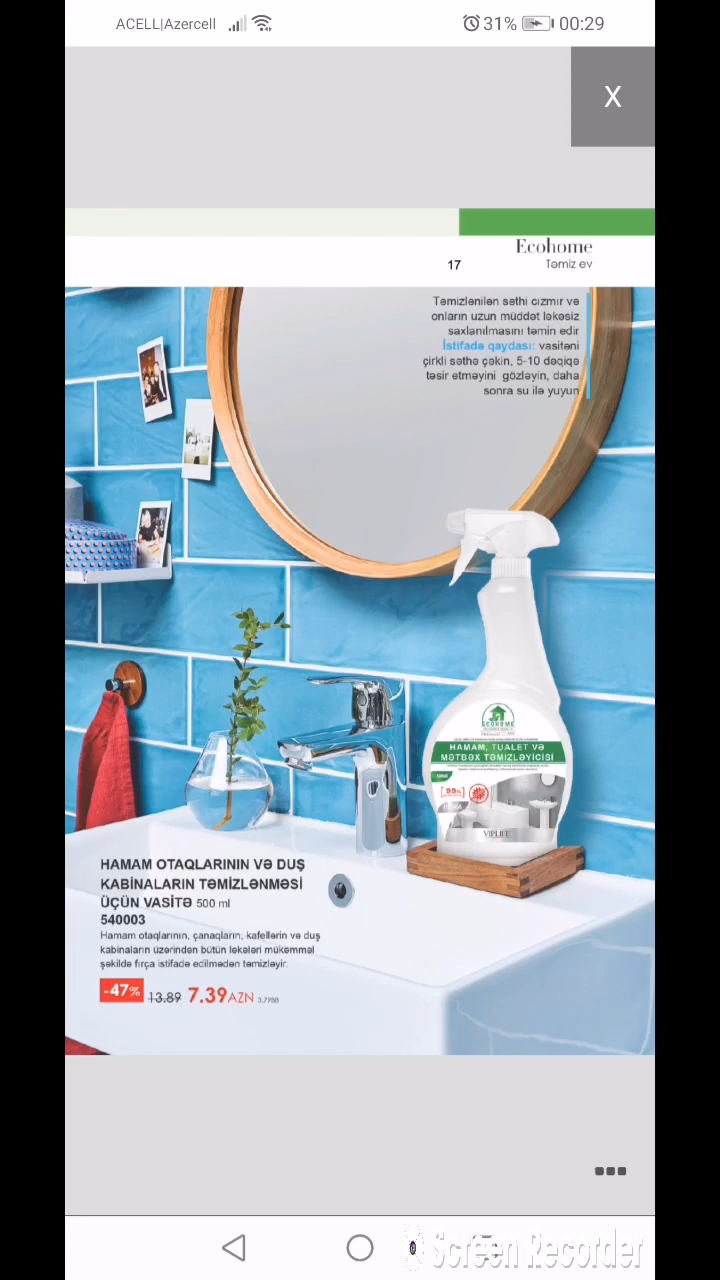 ACELL|Azercell 31% 00:29
X
Ecohome
17 Təmiz ev
Təmizlənilən səthi cızmır və
onların uzun müddət ləkəsiz
saxlanılmasını təmin edir
İstifadə qaydası: vasitəni
çirkli səthə çəkin, 5-10 dəqiqə
təsir etməyini gözləyin, daha
sonra su ilə yuyun
ECOHOME
HAMAM, TUALET VƏ
MƏTBƏX TƏMİZLƏYİCİSİ
99%
VIPLIFE
HAMAM OTAQLARININ VƏ DUŞ
KABİNALARIN TƏMİZLƏNMƏSİ
ÜÇÜN VASİTƏ 500 ml
540003
Hamam otaqlarının, çanaqların, kafellərin və duş
kabinaların üzərindən bütün ləkələri mükəmməl
şəkildə fırça istifadə edilmədən təmizləyir.
-47% 13.89 7.39AZN 3.79BB
Screen Recorder